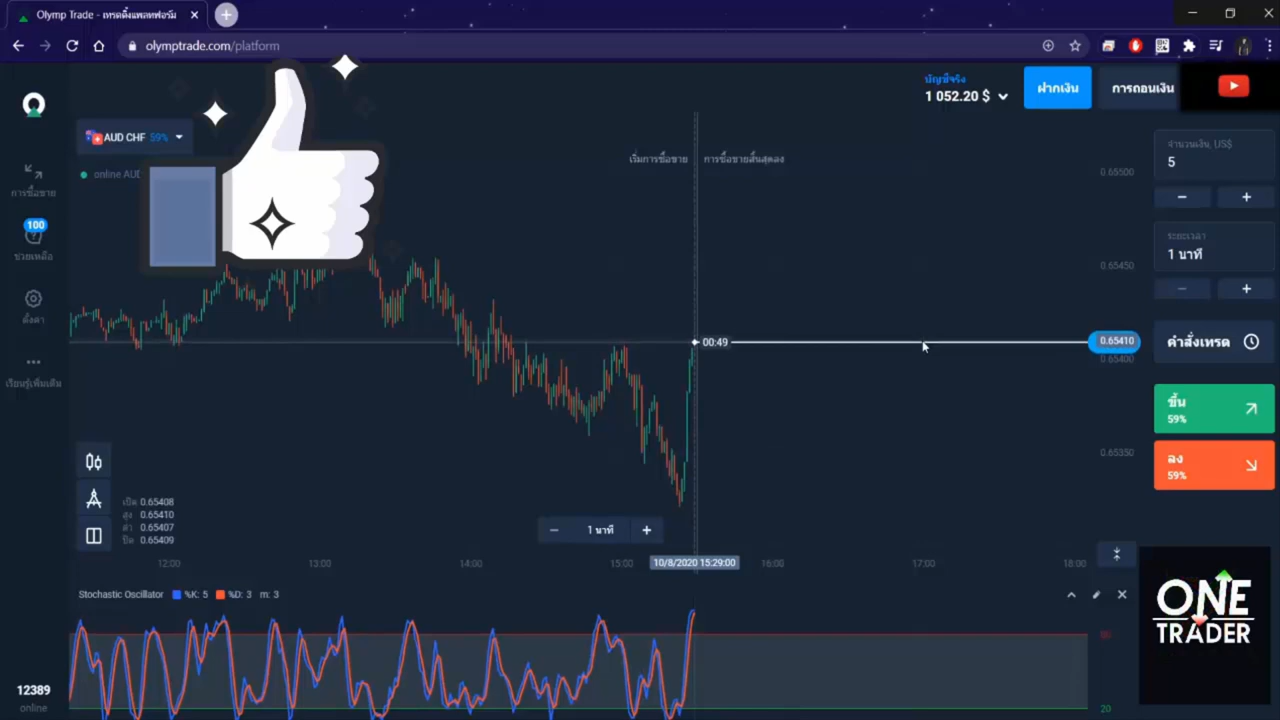 Olymp Trade - เทรดดิ้งแพลทฟอร์ม
olymptrade.com/platform
บัญชีจริง
1 052.20 $
ฝากเงิน
การถอนเงิน
AUD CHF 59%
online AUD
เริ่มการซื้อขาย
การซื้อขายสิ้นสุดลง
0.65500
จำนวนเงิน, US$
5
การซื้อขาย
100
ช่วยเหลือ
ระยะเวลา
1 นาที
0.65450
ตั้งค่า
00:49
0.65410
0.65400
คำสั่งเทรด
เรียนรู้เพิ่มเติม
ขึ้น
59%
ลง
59%
0.65350
เปิด 0.65408
สูง 0.65410
ต่ำ 0.65407
ปิด 0.65409
1 นาที
12:00
13:00
14:00
15:00
10/8/2020 15:29:00
16:00
17:00
18:00
Stochastic Oscillator %K: 5 %D: 3 m: 3
ONE
TRADER
12389
online
20